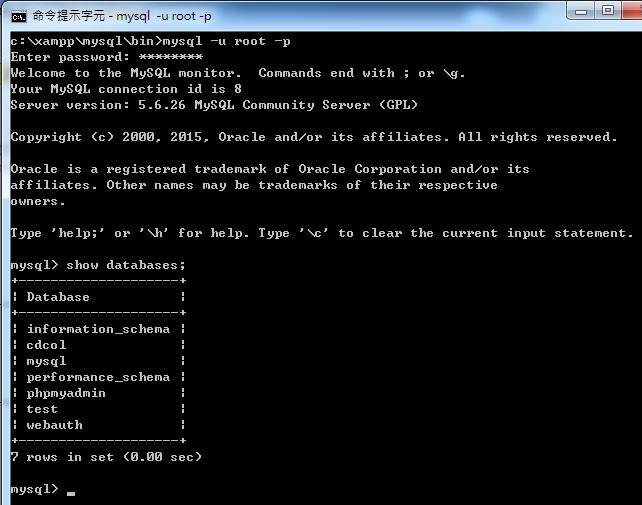 命令提示字元 - mysql -u root -p
c:\xampp\mysql\bin>mysql -u root -p
Enter password: ********
Welcome to the MySQL monitor.  Commands end with ; or \g.
Your MySQL connection id is 8
Server version: 5.6.26 MySQL Community Server (GPL)
Copyright (c) 2000, 2015, Oracle and/or its affiliates. All rights reserved.
Oracle is a registered trademark of Oracle Corporation and/or its
affiliates. Other names may be trademarks of their respective
owners.
Type 'help;' or '\h' for help. Type '\c' to clear the current input statement.
mysql> show databases;
+--------------------+
| Database           |
+--------------------+
| information_schema |
| cdcol              |
| mysql              |
| performance_schema |
| phpmyadmin         |
| test               |
| webauth            |
+--------------------+
7 rows in set (0.00 sec)
mysql> _